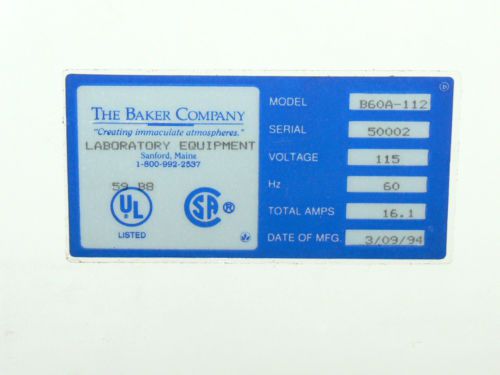 THE BAKER COMPANY
"Creating immaculate atmospheres."
LABORATORY EQUIPMENT
Sanford, Maine
1-800-992-2537
59 B8
UL ®
LISTED
SA ®
MODEL B60A-112
SERIAL 50002
VOLTAGE 115
Hz 60
TOTAL AMPS 16.1
DATE OF MFG. 3/09/94